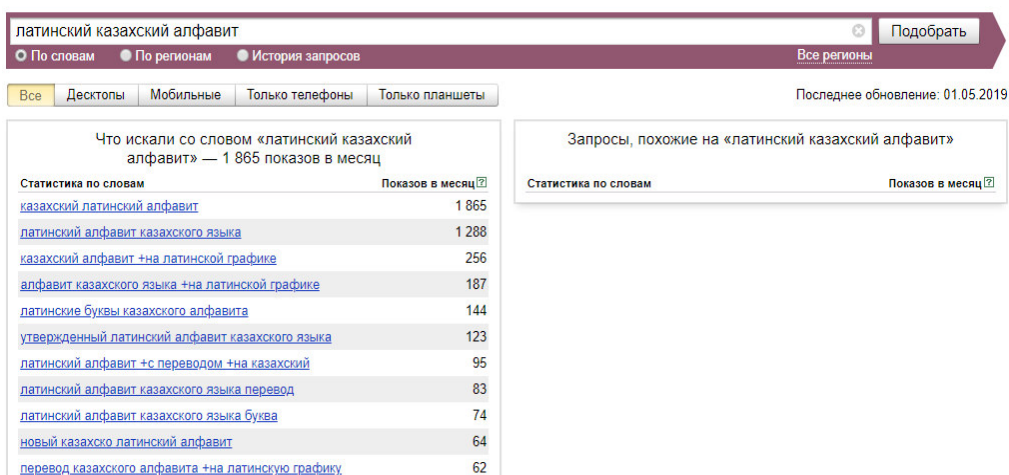 латинский казахский алфавит
Подобрать
По словам По регионам История запросов Все регионы
Все Десктопы Мобильные Только телефоны Только планшеты Последнее обновление: 01.05.2019
Что искали со словом «латинский казахский
алфавит» — 1 865 показов в месяц
Статистика по словам Показов в месяц ?
казахский латинский алфавит 1 865
латинский алфавит казахского языка 1 288
казахский алфавит +на латинской графике 256
алфавит казахского языка +на латинской графике 187
латинские буквы казахского алфавита 144
утвержденный латинский алфавит казахского языка 123
латинский алфавит +с переводом +на казахский 95
латинский алфавит казахского языка перевод 83
латинский алфавит казахского языка буква 74
новый казахско латинский алфавит 64
перевод казахского алфавита +на латинскую графику 62
Запросы, похожие на «латинский казахский алфавит»
Статистика по словам Показов в месяц ?